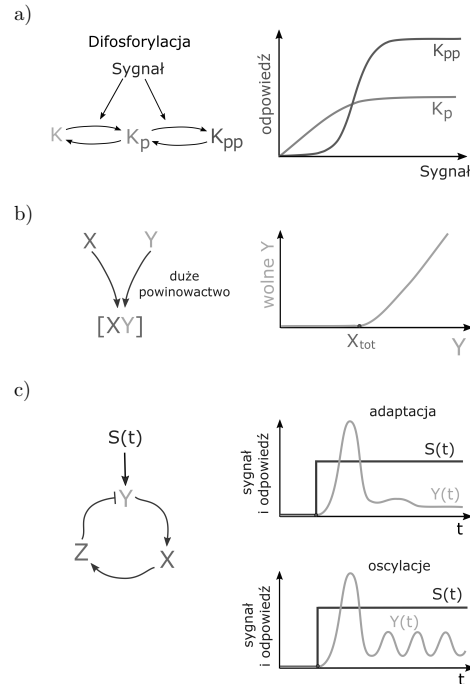 a)
Difosforylacja
Sygnał
K
Kp
Kpp
odpowiedź
Kpp
Kp
Sygnał
b)
X
Y
duże
powinowactwo
[XY]
wolne Y
Xtot
Y
c)
S(t)
Y
Z
X
adaptacja
sygnał
i odpowiedź
S(t)
Y(t)
t
oscylacje
sygnał
i odpowiedź
S(t)
Y(t)
t